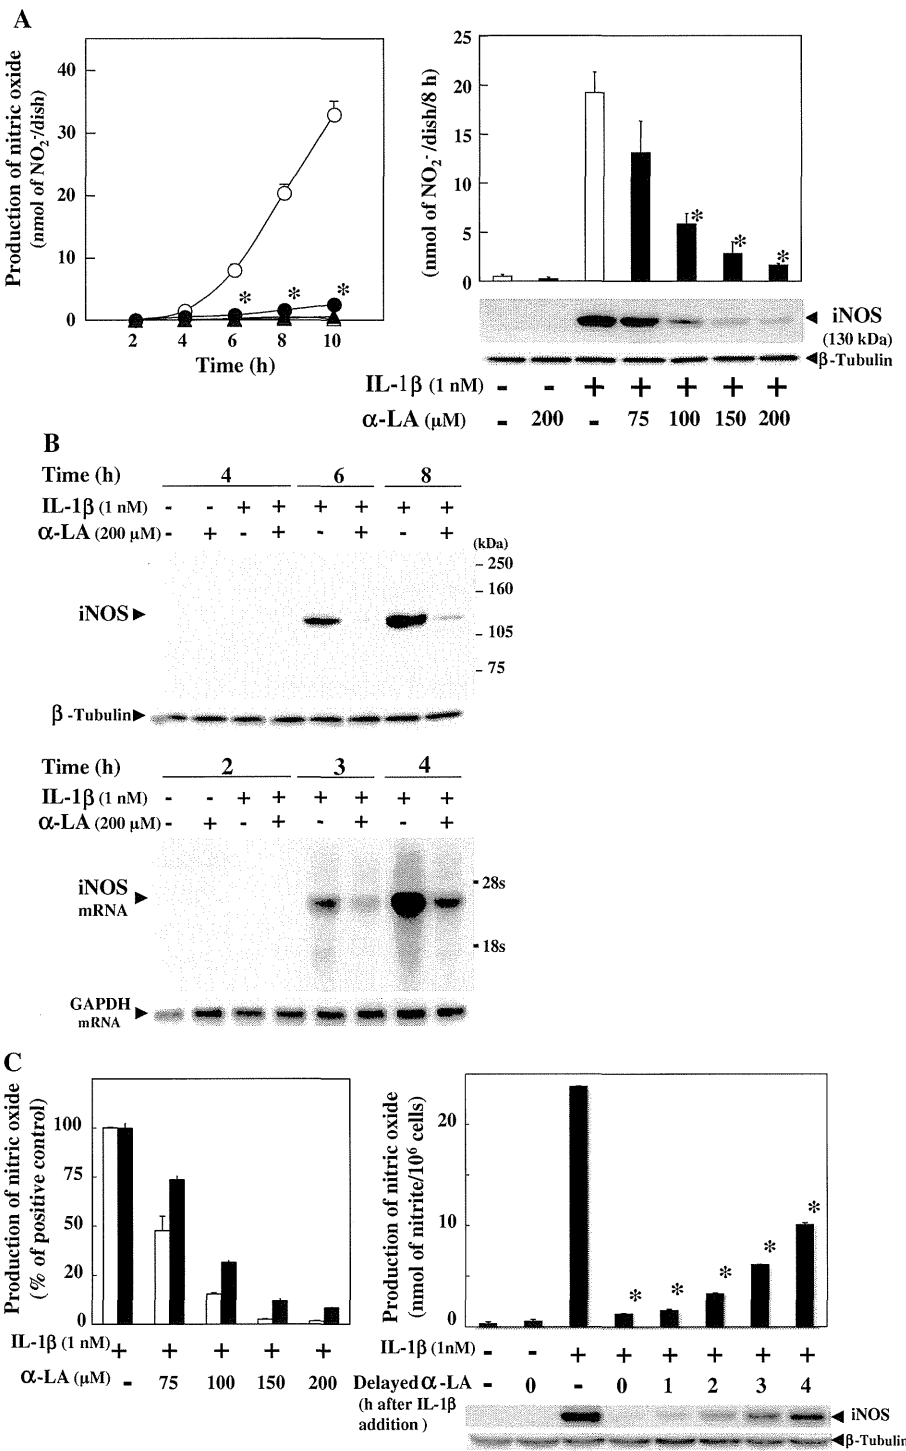 A
Production of nitric oxide
(nmol of NO2-/dish)
40
30
20
10
0
2 4 6 8 10
* * *
Time (h)
(nmol of NO2-/dish/8 h)
25
20
15
10
5
0
* * *
iNOS
(130 kDa)
β-Tubulin
IL-1β (1 nM) - - + + + + +
α-LA (µM) - 200 - 75 100 150 200
B
Time (h) 4 6 8
IL-1β (1 nM) - - + + + + + +
α-LA (200 µM) - + - + - + - +
(kDa)
- 250
- 160
iNOS
- 105
- 75
β-Tubulin
Time (h) 2 3 4
IL-1β (1 nM) - - + + + + + +
α-LA (200 µM) - + - + - + - +
iNOS
mRNA
- 28s
- 18s
GAPDH
mRNA
C
Production of nitric oxide
(% of positive control)
100
75
50
20
0
IL-1β (1 nM) + + + + +
α-LA (µM) - 75 100 150 200
Production of nitric oxide
(nmol of nitrite/106 cells)
20
10
0
* * * * *
IL-1β (1nM) - - + + + + + +
Delayed α-LA - 0 - 0 1 2 3 4
(h after IL-1β
addition )
iNOS
β-Tubulin